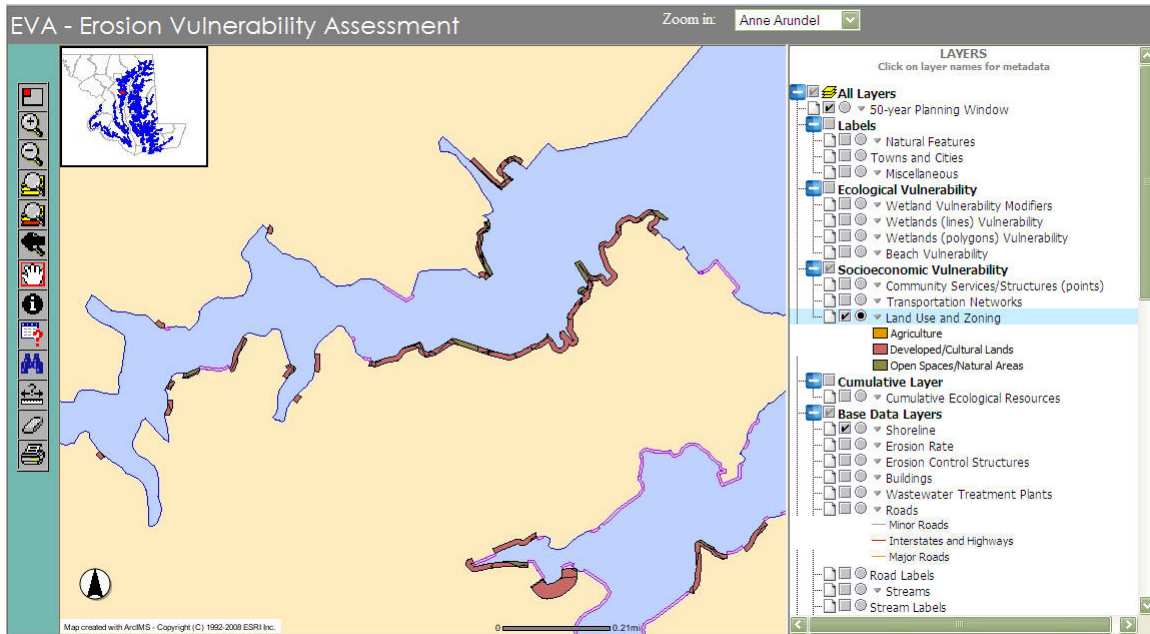 EVA - Erosion Vulnerability Assessment
Zoom in:
Anne Arundel
LAYERS
Click on layer names for metadata
All Layers
50-year Planning Window
Labels
Natural Features
Towns and Cities
Miscellaneous
Ecological Vulnerability
Wetland Vulnerability Modifiers
Wetlands (lines) Vulnerability
Wetlands (polygons) Vulnerability
Beach Vulnerability
Socioeconomic Vulnerability
Community Services/Structures (points)
Transportation Networks
Land Use and Zoning
Agriculture
Developed/Cultural Lands
Open Spaces/Natural Areas
Cumulative Layer
Cumulative Ecological Resources
Base Data Layers
Shoreline
Erosion Rate
Erosion Control Structures
Buildings
Wastewater Treatment Plants
Roads
Minor Roads
Interstates and Highways
Major Roads
Road Labels
Streams
Stream Labels
Map created with ArcIMS - Copyright (C) 1992-2008 ESRI Inc.
0 0.21mi